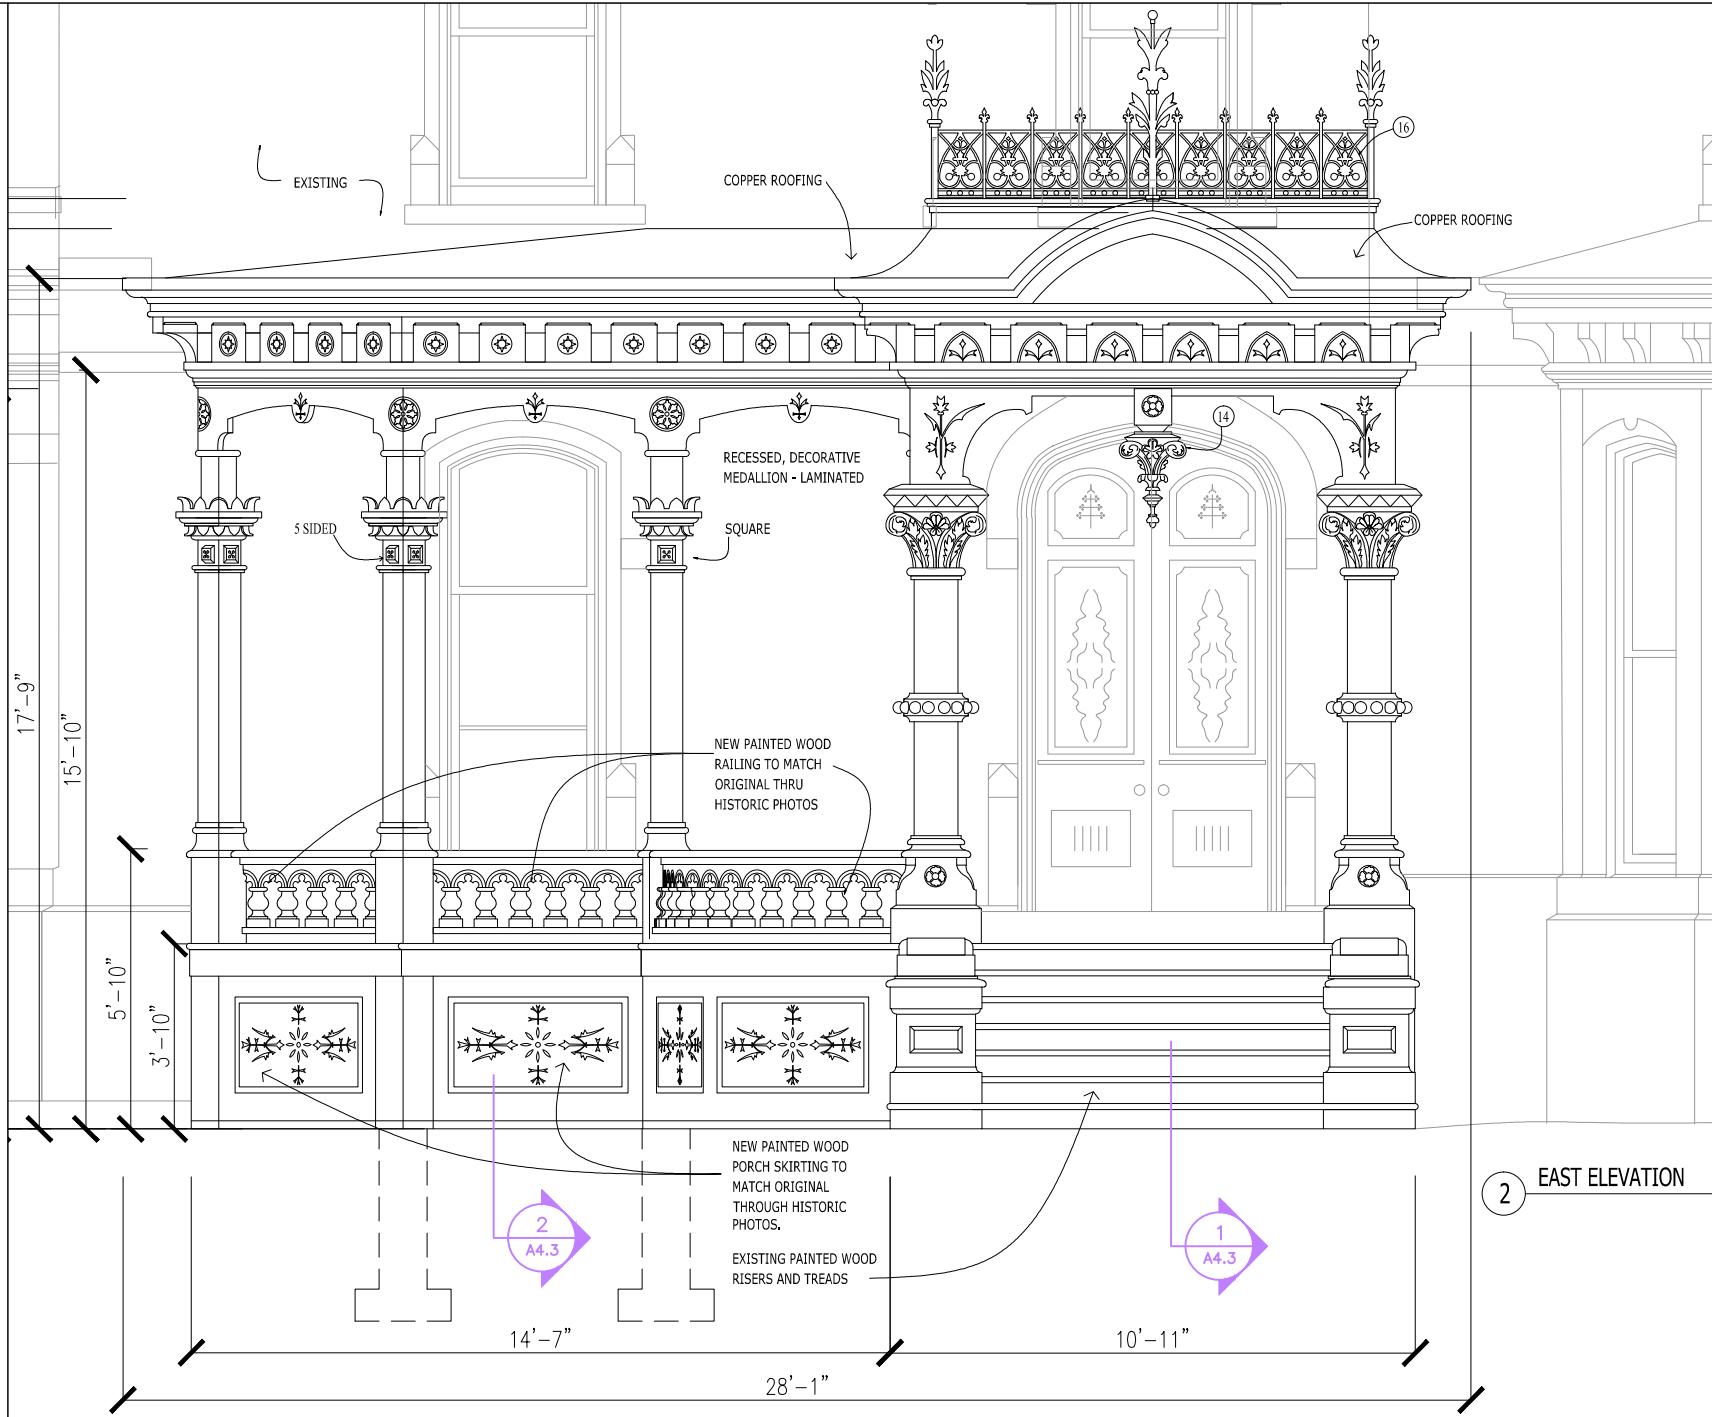 16
EXISTING
COPPER ROOFING
COPPER ROOFING
14
RECESSED, DECORATIVE
MEDALLION - LAMINATED
5 SIDED
SQUARE
17'-9"
15'-10"
NEW PAINTED WOOD
RAILING TO MATCH
ORIGINAL THRU
HISTORIC PHOTOS
5'-10"
3'-10"
NEW PAINTED WOOD
PORCH SKIRTING TO
MATCH ORIGINAL
THROUGH HISTORIC
PHOTOS.
2
EAST ELEVATION
2
A4.3
1
A4.3
EXISTING PAINTED WOOD
RISERS AND TREADS
14'-7"
10'-11"
28'-1"